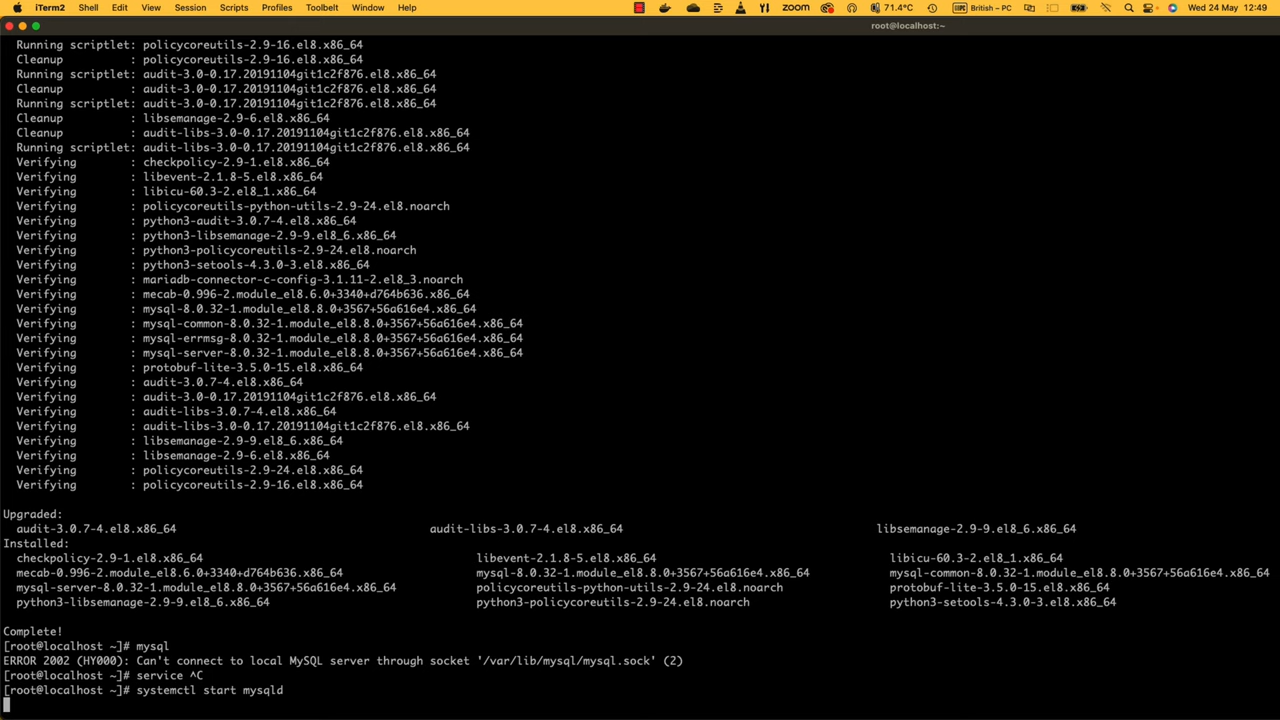 iTerm2 Shell Edit View Session Scripts Profiles Toolbelt Window Help zoom 71.4°C British – PC Wed 24 May 12:49
root@localhost:~
Running scriptlet: policycoreutils-2.9-16.el8.x86_64
Cleanup : policycoreutils-2.9-16.el8.x86_64
Running scriptlet: audit-3.0-0.17.20191104git1c2f876.el8.x86_64
Cleanup : audit-3.0-0.17.20191104git1c2f876.el8.x86_64
Running scriptlet: audit-3.0-0.17.20191104git1c2f876.el8.x86_64
Cleanup : libsemanage-2.9-6.el8.x86_64
Cleanup : audit-libs-3.0-0.17.20191104git1c2f876.el8.x86_64
Running scriptlet: audit-libs-3.0-0.17.20191104git1c2f876.el8.x86_64
Verifying : checkpolicy-2.9-1.el8.x86_64
Verifying : libevent-2.1.8-5.el8.x86_64
Verifying : libicu-60.3-2.el8_1.x86_64
Verifying : policycoreutils-python-utils-2.9-24.el8.noarch
Verifying : python3-audit-3.0.7-4.el8.x86_64
Verifying : python3-libsemanage-2.9-9.el8_6.x86_64
Verifying : python3-policycoreutils-2.9-24.el8.noarch
Verifying : python3-setools-4.3.0-3.el8.x86_64
Verifying : mariadb-connector-c-config-3.1.11-2.el8_3.noarch
Verifying : mecab-0.996-2.module_el8.6.0+3340+d764b636.x86_64
Verifying : mysql-8.0.32-1.module_el8.8.0+3567+56a616e4.x86_64
Verifying : mysql-common-8.0.32-1.module_el8.8.0+3567+56a616e4.x86_64
Verifying : mysql-errmsg-8.0.32-1.module_el8.8.0+3567+56a616e4.x86_64
Verifying : mysql-server-8.0.32-1.module_el8.8.0+3567+56a616e4.x86_64
Verifying : protobuf-lite-3.5.0-15.el8.x86_64
Verifying : audit-3.0.7-4.el8.x86_64
Verifying : audit-3.0-0.17.20191104git1c2f876.el8.x86_64
Verifying : audit-libs-3.0.7-4.el8.x86_64
Verifying : audit-libs-3.0-0.17.20191104git1c2f876.el8.x86_64
Verifying : libsemanage-2.9-9.el8_6.x86_64
Verifying : libsemanage-2.9-6.el8.x86_64
Verifying : policycoreutils-2.9-24.el8.x86_64
Verifying : policycoreutils-2.9-16.el8.x86_64
Upgraded:
audit-3.0.7-4.el8.x86_64 audit-libs-3.0.7-4.el8.x86_64 libsemanage-2.9-9.el8_6.x86_64
Installed:
checkpolicy-2.9-1.el8.x86_64 libevent-2.1.8-5.el8.x86_64 libicu-60.3-2.el8_1.x86_64
mecab-0.996-2.module_el8.6.0+3340+d764b636.x86_64 mysql-8.0.32-1.module_el8.8.0+3567+56a616e4.x86_64 mysql-common-8.0.32-1.module_el8.8.0+3567+56a616e4.x86_64
mysql-server-8.0.32-1.module_el8.8.0+3567+56a616e4.x86_64 policycoreutils-python-utils-2.9-24.el8.noarch protobuf-lite-3.5.0-15.el8.x86_64
python3-libsemanage-2.9-9.el8_6.x86_64 python3-policycoreutils-2.9-24.el8.noarch python3-setools-4.3.0-3.el8.x86_64
Complete!
[root@localhost ~]# mysql
ERROR 2002 (HY000): Can't connect to local MySQL server through socket '/var/lib/mysql/mysql.sock' (2)
[root@localhost ~]# service ^C
[root@localhost ~]# systemctl start mysqld